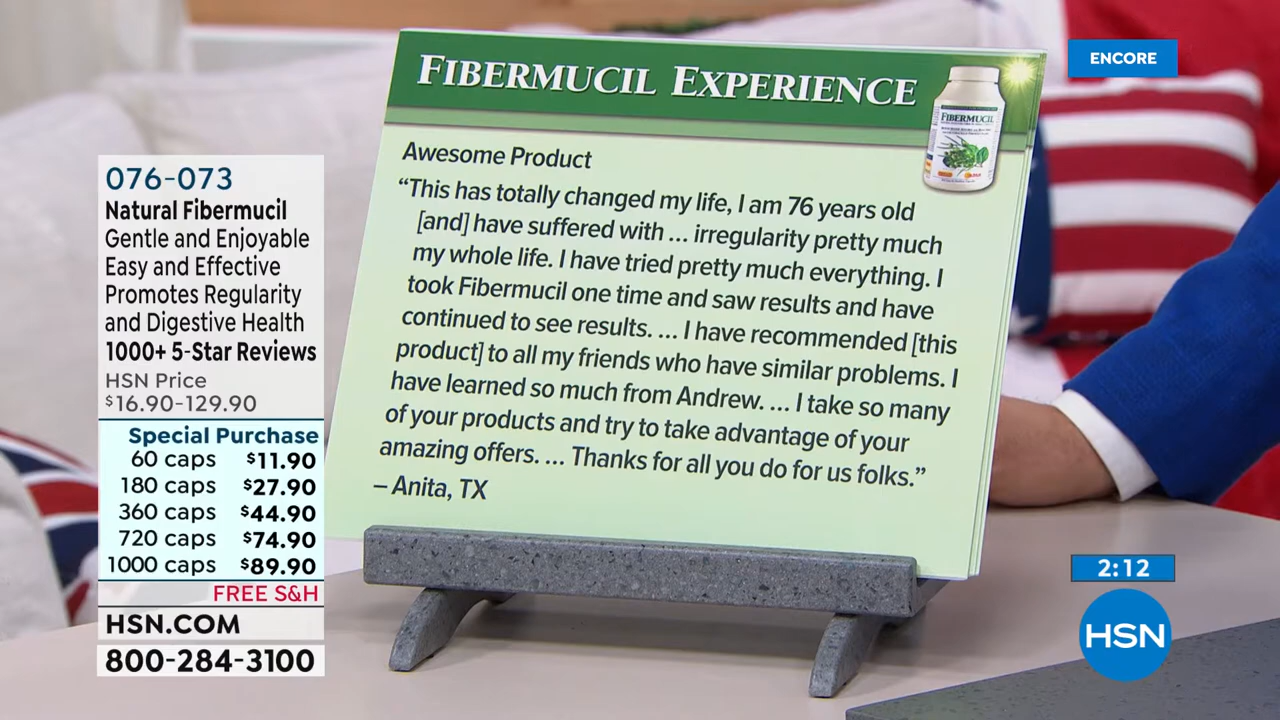 ENCORE
FIBERMUCIL EXPERIENCE
FIBERMUCIL
Awesome Product
“This has totally changed my life, I am 76 years old
[and] have suffered with ... irregularity pretty much
my whole life. I have tried pretty much everything. I
took Fibermucil one time and saw results and have
continued to see results. ... I have recommended [this
product] to all my friends who have similar problems. I
have learned so much from Andrew. ... I take so many
of your products and try to take advantage of your
amazing offers. ... Thanks for all you do for us folks.”
– Anita, TX
076-073
Natural Fibermucil
Gentle and Enjoyable
Easy and Effective
Promotes Regularity
and Digestive Health
1000+ 5-Star Reviews
HSN Price
$16.90-129.90
Special Purchase
60 caps $11.90
180 caps $27.90
360 caps $44.90
720 caps $74.90
1000 caps $89.90
FREE S&H
HSN.COM
800-284-3100
2:12
HSN